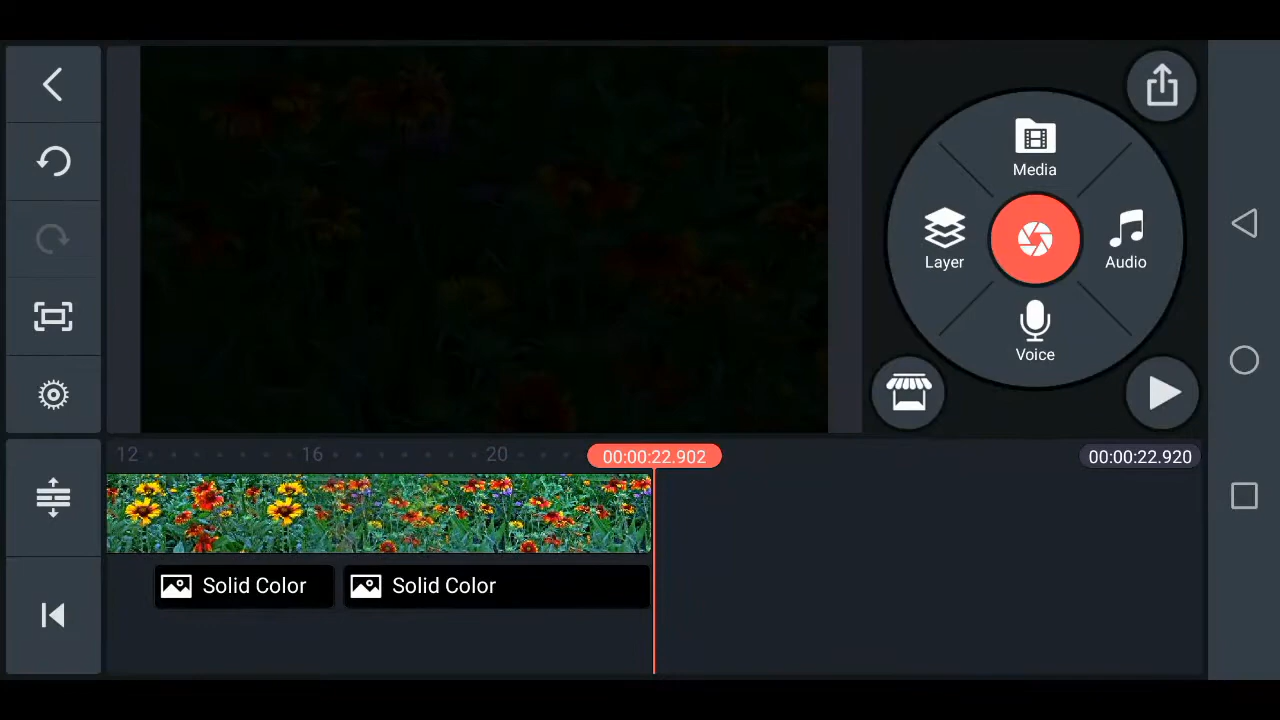 Media
Layer
Audio
Voice
12
16
20
00:00:22.902
00:00:22.920
Solid Color
Solid Color